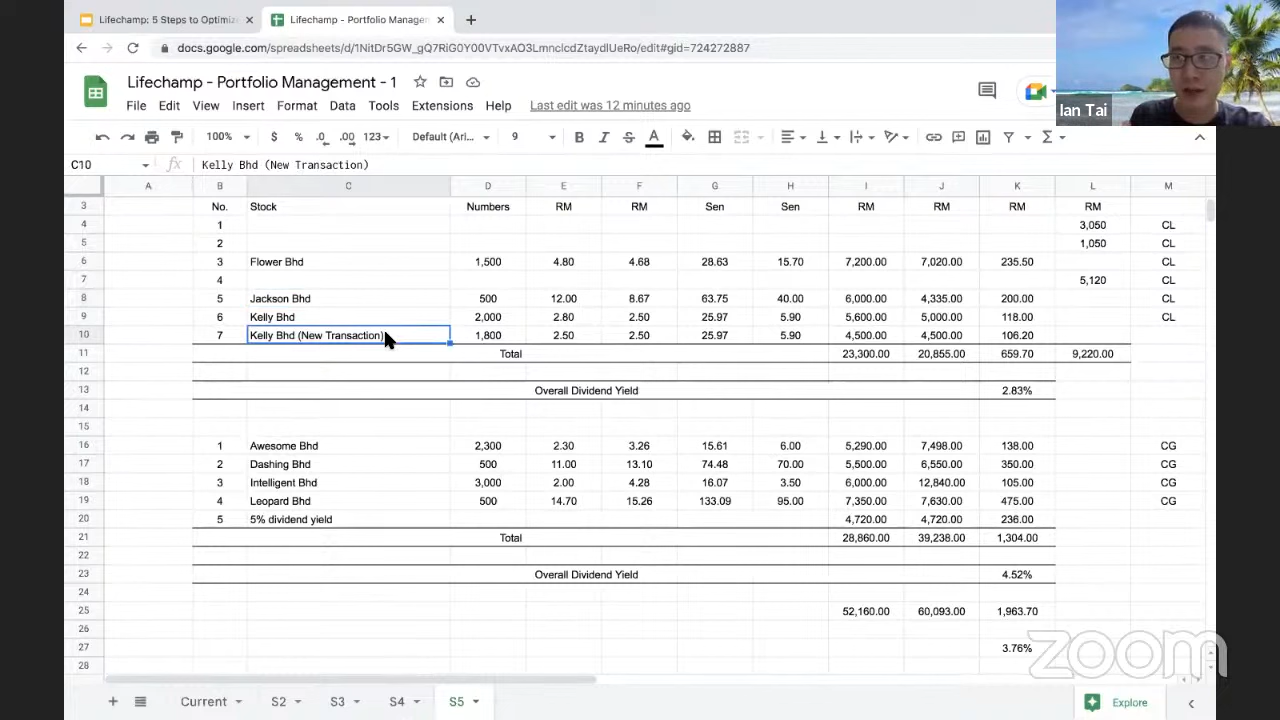 Lifechamp: 5 Steps to Optimiz
Lifechamp - Portfolio Managem
docs.google.com/spreadsheets/d/1NitDr5GW_gQ7RiG0Y00VTvxAO3LmnclcdZtaydlUeRo/edit#gid=724272887
Lifechamp - Portfolio Management - 1
File Edit View Insert Format Data Tools Extensions Help Last edit was 12 minutes ago
Ian Tai
100% $ % .0 .00 123 Default (Ari... 9 B I S A
C10 fx Kelly Bhd (New Transaction)
A B C D E F G H I J K L M
3 No. Stock Numbers RM RM Sen Sen RM RM RM RM
4 1 3,050 CL
5 2 1,050 CL
6 3 Flower Bhd 1,500 4.80 4.68 28.63 15.70 7,200.00 7,020.00 235.50 CL
7 4 5,120 CL
8 5 Jackson Bhd 500 12.00 8.67 63.75 40.00 6,000.00 4,335.00 200.00 CL
9 6 Kelly Bhd 2,000 2.80 2.50 25.97 5.90 5,600.00 5,000.00 118.00 CL
10 7 Kelly Bhd (New Transaction) 1,800 2.50 2.50 25.97 5.90 4,500.00 4,500.00 106.20
11 Total 23,300.00 20,855.00 659.70 9,220.00
12
13 Overall Dividend Yield 2.83%
14
15
16 1 Awesome Bhd 2,300 2.30 3.26 15.61 6.00 5,290.00 7,498.00 138.00 CG
17 2 Dashing Bhd 500 11.00 13.10 74.48 70.00 5,500.00 6,550.00 350.00 CG
18 3 Intelligent Bhd 3,000 2.00 4.28 16.07 3.50 6,000.00 12,840.00 105.00 CG
19 4 Leopard Bhd 500 14.70 15.26 133.09 95.00 7,350.00 7,630.00 475.00 CG
20 5 5% dividend yield 4,720.00 4,720.00 236.00
21 Total 28,860.00 39,238.00 1,304.00
22
23 Overall Dividend Yield 4.52%
24
25 52,160.00 60,093.00 1,963.70
26
27 3.76%
28
zoom
Current S2 S3 S4 S5 Explore